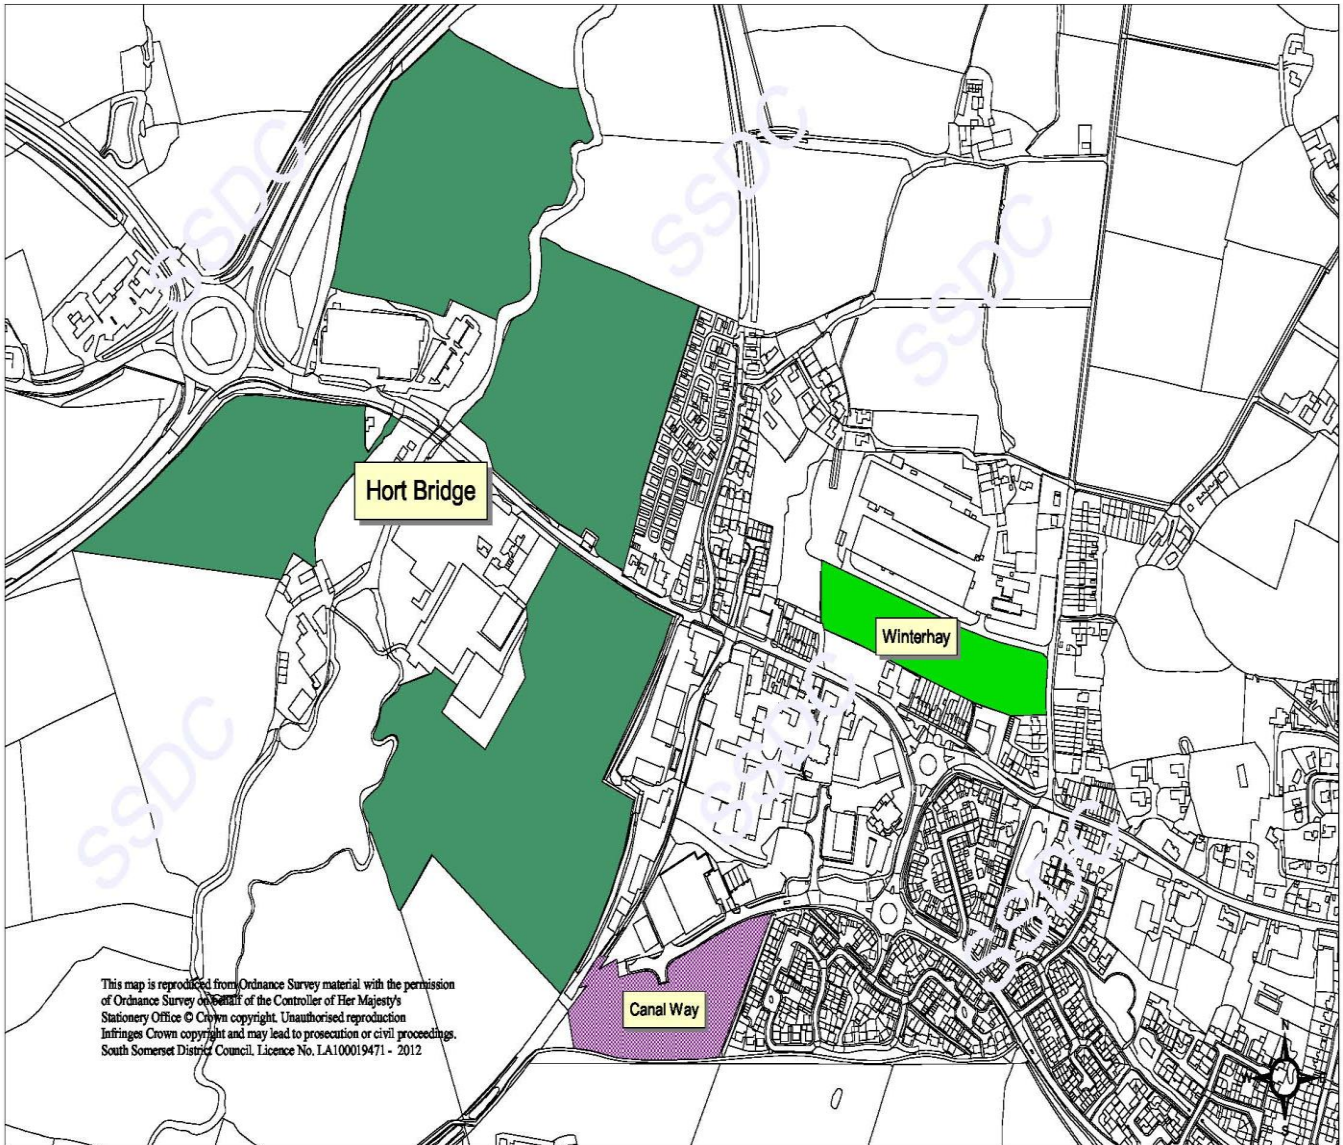 SSDC
SSDC
SSDC
Hort Bridge
Winterhay
SSDC
SSDC
SSDC
Canal Way
This map is reproduced from Ordnance Survey material with the permission
of Ordnance Survey on behalf of the Controller of Her Majesty's
Stationery Office © Crown copyright. Unauthorised reproduction
Infringes Crown copyright and may lead to prosecution or civil proceedings.
South Somerset District Council, Licence No, LA100019471 - 2012
N
W
S